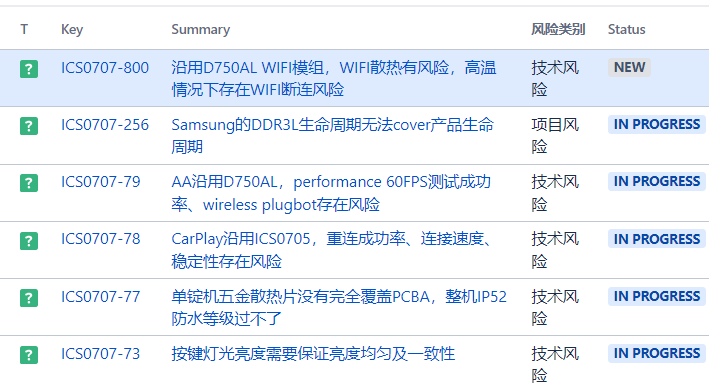 T Key Summary 风险类别 Status
? ICS0707-800 沿用D750AL WIFI模组，WIFI散热有风险，高温 技术风 NEW
情况下存在WIFI断连风险 险
? ICS0707-256 Samsung的DDR3L生命周期无法cover产品生命 项目风 IN PROGRESS
周期 险
? ICS0707-79 AA沿用D750AL，performance 60FPS测试成功 技术风 IN PROGRESS
率、wireless plugbot存在风险 险
? ICS0707-78 CarPlay沿用ICS0705，重连成功率、连接速度、 技术风 IN PROGRESS
稳定性存在风险 险
? ICS0707-77 单锭机五金散热片没有完全覆盖PCBA，整机IP52 技术风 IN PROGRESS
防水等级过不了 险
? ICS0707-73 按键灯光亮度需要保证亮度均匀及一致性 技术风 IN PROGRESS
险